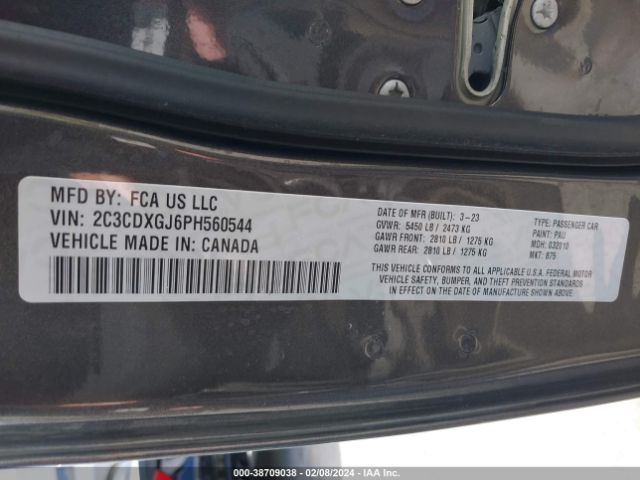 MFD BY: FCA US LLC
VIN: 2C3CDXGJ6PH560544
VEHICLE MADE IN: CANADA
DATE OF MFR (BUILT): 3-23
GVWR: 5450 LB / 2473 KG
GAWR FRONT: 2810 LB / 1275 KG
GAWR REAR: 2810 LB / 1275 KG
THIS VEHICLE CONFORMS TO ALL APPLICABLE U.S.A. FEDERAL MOTOR
VEHICLE SAFETY, BUMPER, AND THEFT PREVENTION STANDARDS
IN EFFECT ON THE DATE OF MANUFACTURE SHOWN ABOVE.
TYPE: PASSENGER CAR
PAINT: PAU
MDH: 032010
MKT: 875
000-38709038 - 02/08/2024 - IAA Inc.